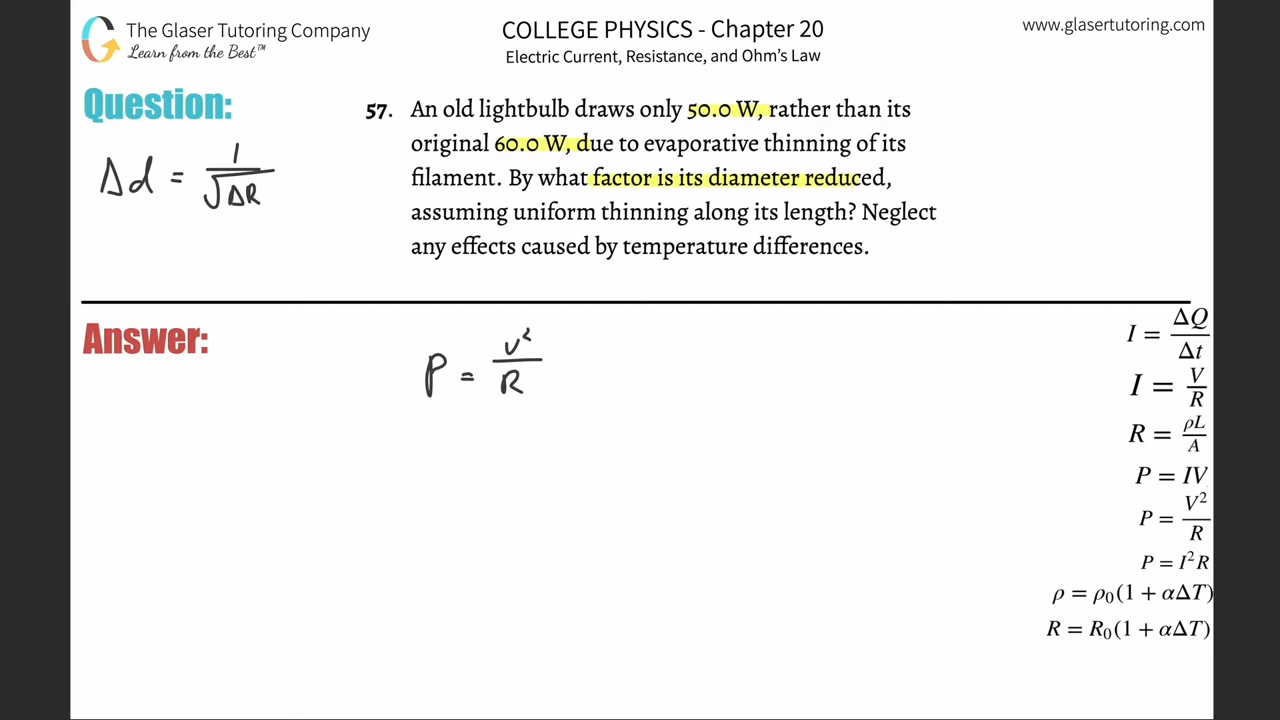 The Glaser Tutoring Company
Learn from the Best™
COLLEGE PHYSICS - Chapter 20
Electric Current, Resistance, and Ohm's Law
www.glasertutoring.com
Question:
Δd = 1/√ΔR
57. An old lightbulb draws only 50.0 W, rather than its
original 60.0 W, due to evaporative thinning of its
filament. By what factor is its diameter reduced,
assuming uniform thinning along its length? Neglect
any effects caused by temperature differences.
Answer:
P = V²/R
I = ΔQ/Δt
I = V/R
R = ρL/A
P = IV
P = V²/R
P = I²R
ρ = ρ₀(1 + αΔT)
R = R₀(1 + αΔT)